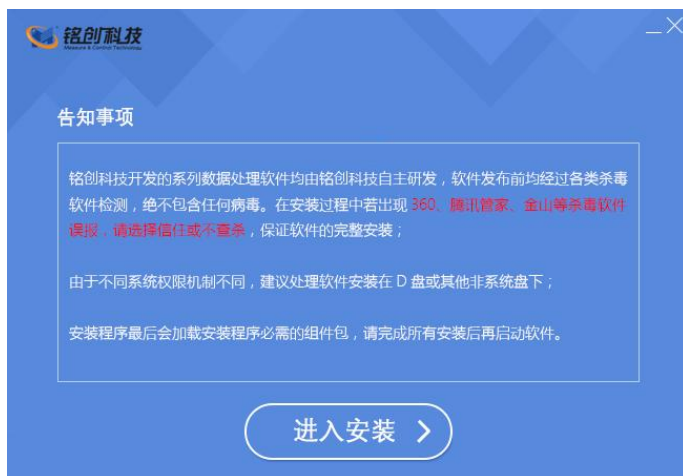 铭创科技
Measure & Control Technology
告知事项
铭创科技开发的系列数据处理软件均由铭创科技自主研发，软件发布前均经过各类杀毒
软件检测，绝不包含任何病毒。在安装过程中若出现 360、腾讯管家、金山等杀毒软件
误报，请选择信任或不查杀，保证软件的完整安装；
由于不同系统权限机制不同，建议处理软件安装在 D 盘或其他非系统盘下；
安装程序最后会加载安装程序必需的组件包，请完成所有安装后再启动软件。
进入安装